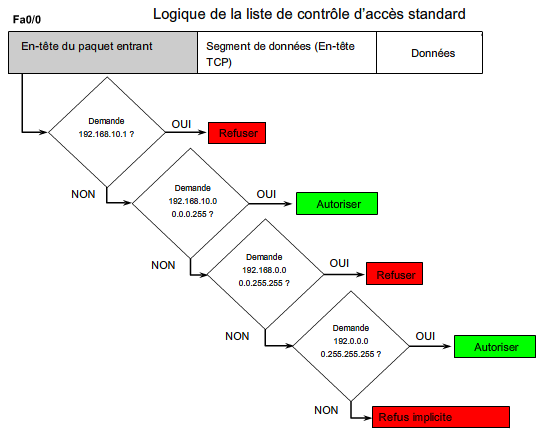 Logique de la liste de contrôle d'accès standard
Fa0/0
En-tête du paquet entrant
Segment de données (En-tête
TCP)
Données
Demande
192.168.10.1 ?
OUI
Refuser
NON
Demande
192.168.10.0
0.0.0.255 ?
OUI
Autoriser
NON
Demande
192.168.0.0
0.0.255.255 ?
OUI
Refuser
NON
Demande
192.0.0.0
0.255.255.255 ?
OUI
Autoriser
NON
Refus implicite